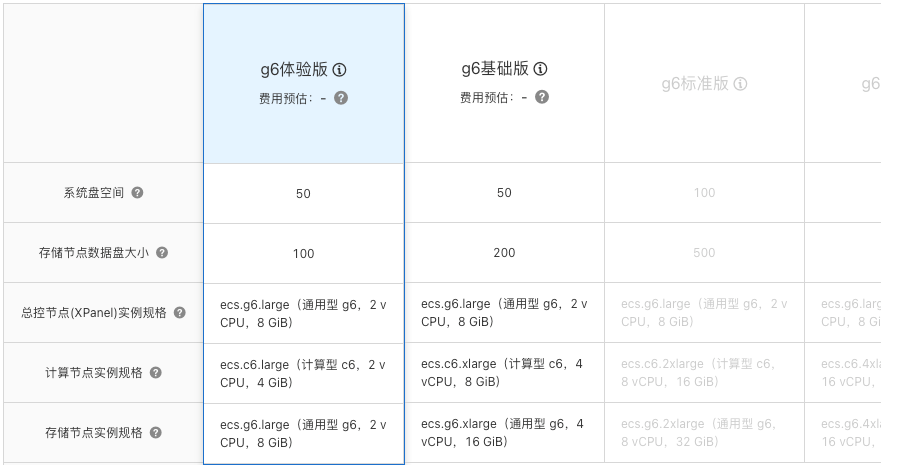 g6体验版
费用预估: -
g6基础版
费用预估: -
g6标准版
g6
系统盘空间
50
50
100
存储节点数据盘大小
100
200
500
总控节点(XPanel)实例规格
ecs.g6.large（通用型 g6，2 v
CPU，8 GiB）
ecs.g6.large（通用型 g6，2 v
CPU，8 GiB）
ecs.g6.large（通用型 g6，2 v
CPU，8 GiB）
ecs.g6.larg
CPU，8 Gi
计算节点实例规格
ecs.c6.large（计算型 c6，2 v
CPU，4 GiB）
ecs.c6.xlarge（计算型 c6，4
vCPU，8 GiB）
ecs.c6.2xlarge（计算型 c6，
8 vCPU，16 GiB）
ecs.c6.4xla
16 vCPU，
存储节点实例规格
ecs.g6.large（通用型 g6，2 v
CPU，8 GiB）
ecs.g6.xlarge（通用型 g6，4
vCPU，16 GiB）
ecs.g6.2xlarge（通用型 g6，
8 vCPU，32 GiB）
ecs.g6.4xla
16 vCPU，